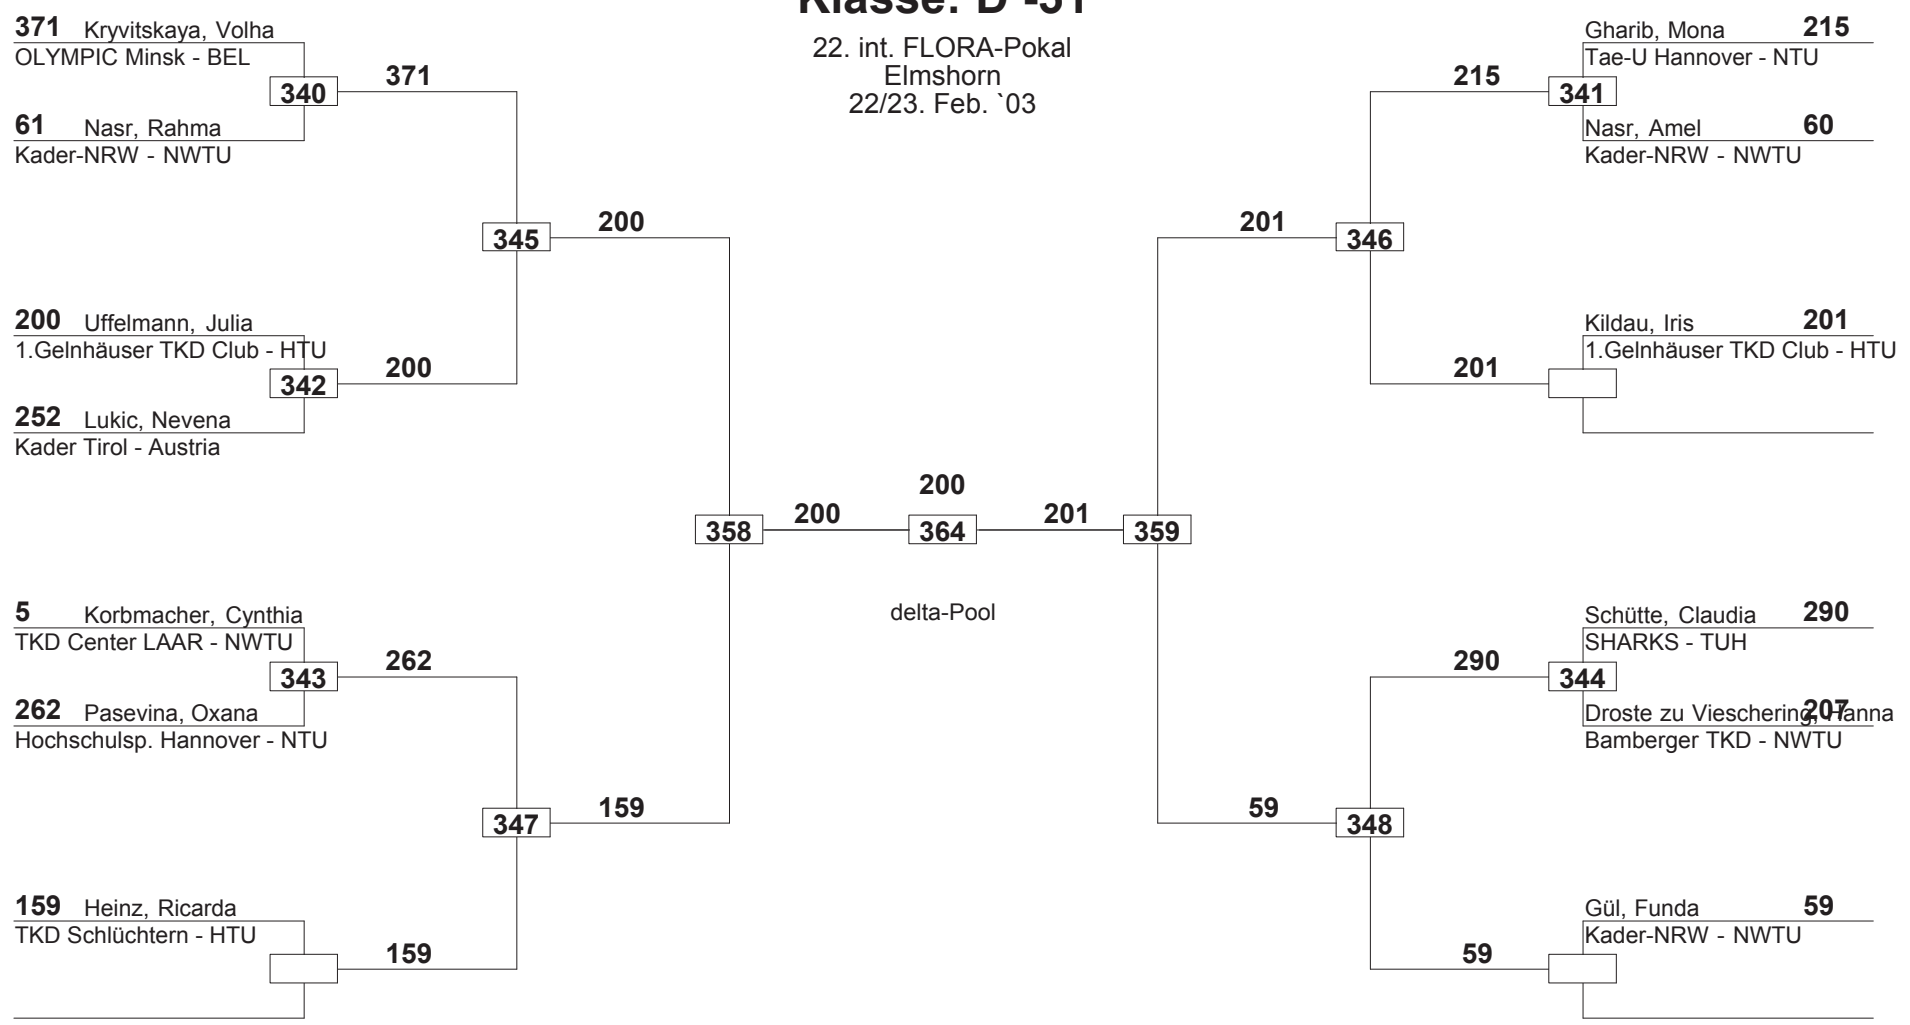 Klasse: D -51
22. int. FLORA-Pokal
Elmshorn
22/23. Feb. `03
371 Kryvitskaya, Volha
OLYMPIC Minsk - BEL
340
371
61 Nasr, Rahma
Kader-NRW - NWTU
345
200
200 Uffelmann, Julia
1.Gelnhäuser TKD Club - HTU
342
200
252 Lukic, Nevena
Kader Tirol - Austria
358
200
5 Korbmacher, Cynthia
TKD Center LAAR - NWTU
343
262
262 Pasevina, Oxana
Hochschulsp. Hannover - NTU
347
159
159 Heinz, Ricarda
TKD Schlüchtern - HTU
159
200
364
delta-Pool
201
359
Gharib, Mona 215
Tae-U Hannover - NTU
215
341
Nasr, Amel 60
Kader-NRW - NWTU
201
346
Kildau, Iris 201
1.Gelnhäuser TKD Club - HTU
201
Schütte, Claudia 290
SHARKS - TUH
290
344
Droste zu Vieschering, Hanna 207
Bamberger TKD - NWTU
59
348
Gül, Funda 59
Kader-NRW - NWTU
59